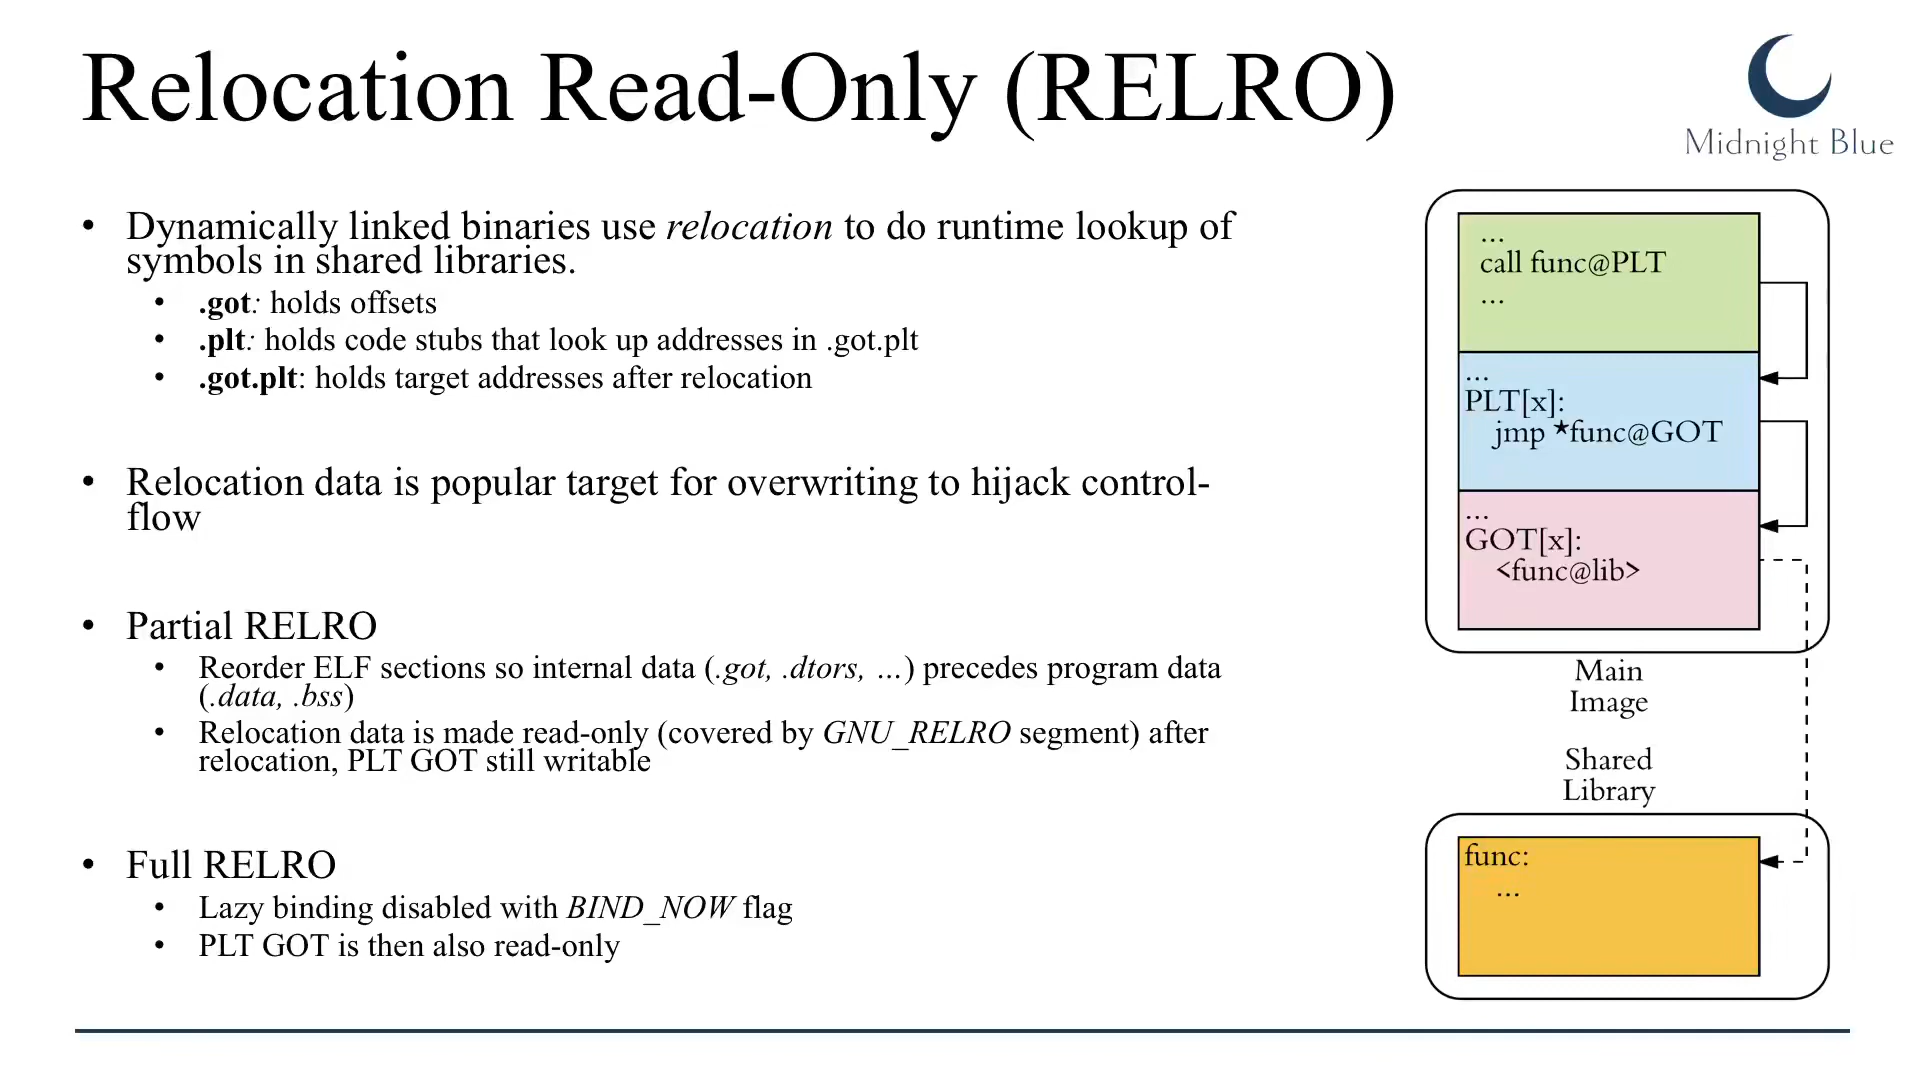 Relocation Read-Only (RELRO)
Midnight Blue
• Dynamically linked binaries use relocation to do runtime lookup of
symbols in shared libraries.
• .got: holds offsets
• .plt: holds code stubs that look up addresses in .got.plt
• .got.plt: holds target addresses after relocation
• Relocation data is popular target for overwriting to hijack control-
flow
• Partial RELRO
• Reorder ELF sections so internal data (.got, .dtors, ...) precedes program data
(.data, .bss)
• Relocation data is made read-only (covered by GNU_RELRO segment) after
relocation, PLT GOT still writable
• Full RELRO
• Lazy binding disabled with BIND_NOW flag
• PLT GOT is then also read-only
...
call func@PLT
...
...
PLT[x]:
jmp *func@GOT
...
GOT[x]:
<func@lib>
Main
Image
Shared
Library
func:
...